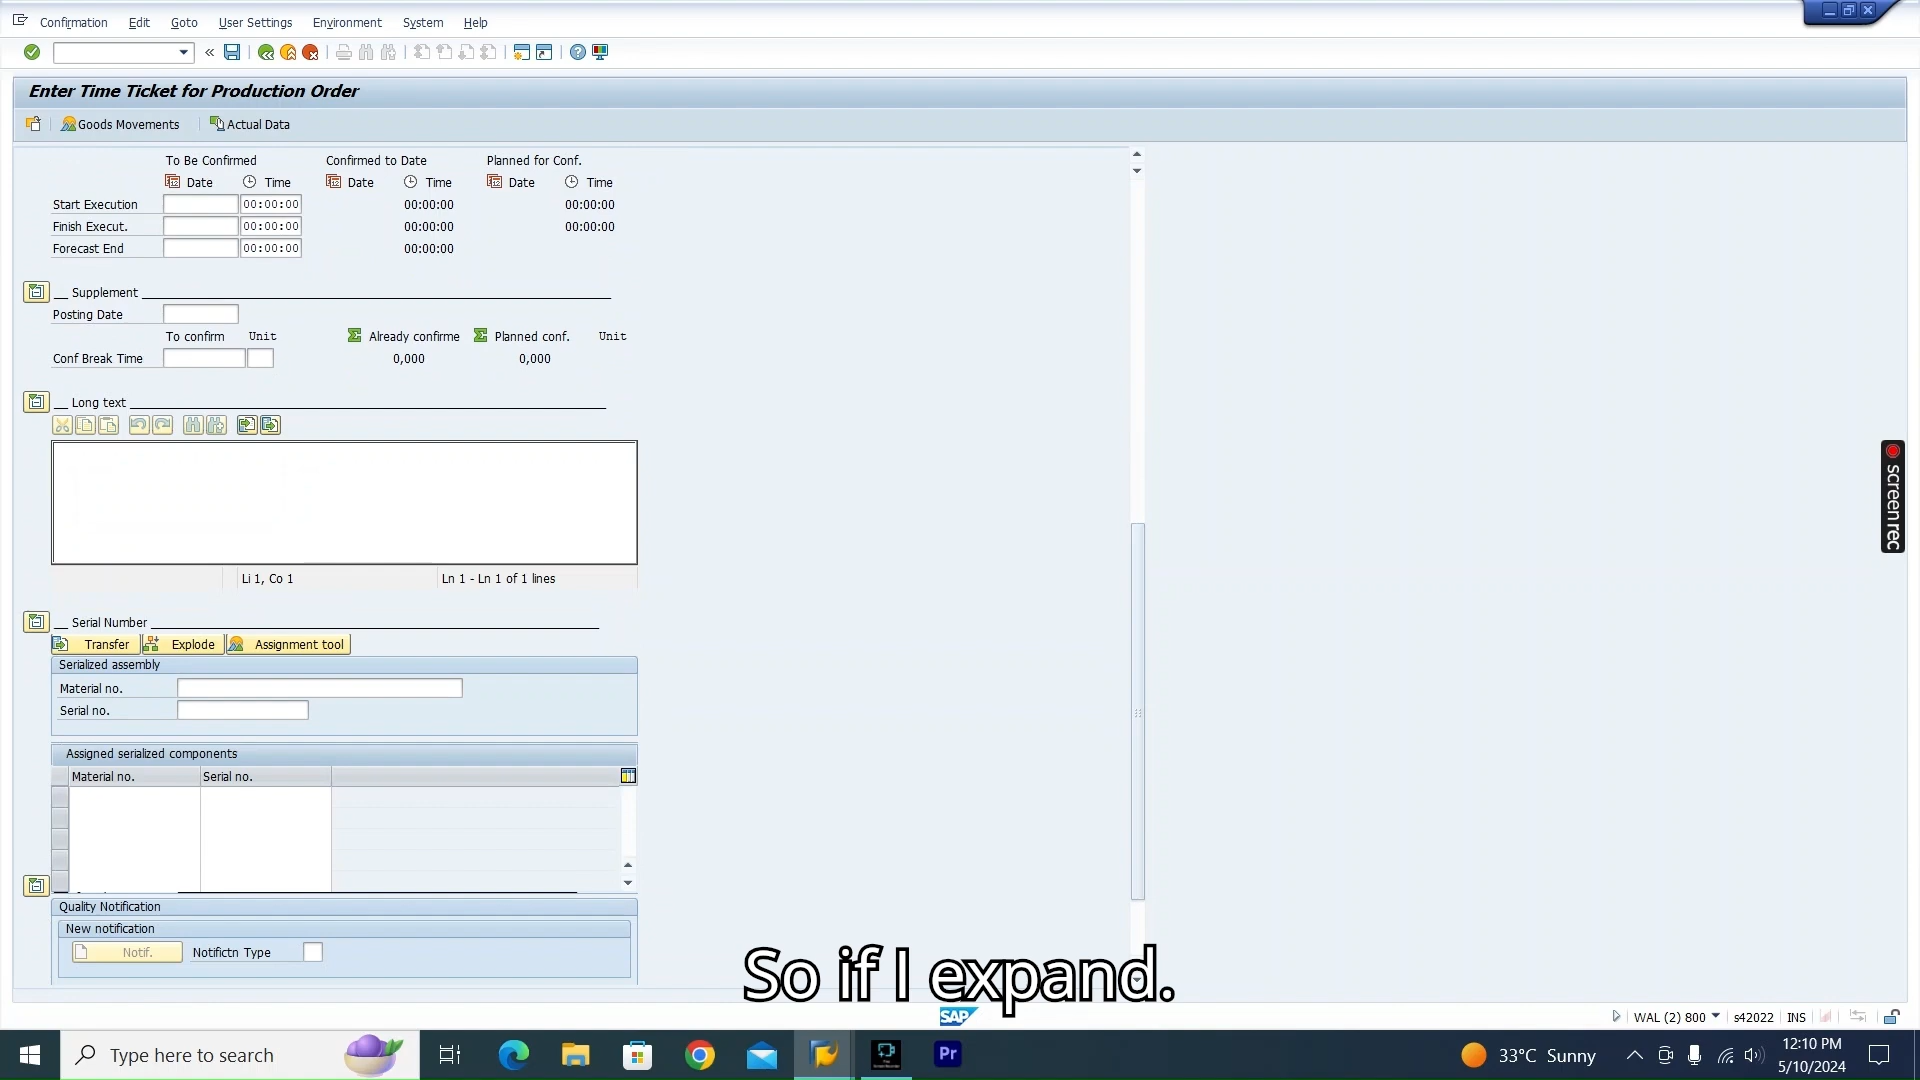 Confirmation Edit Goto User Settings Environment System Help
Enter Time Ticket for Production Order
Goods Movements Actual Data
To Be Confirmed Confirmed to Date Planned for Conf.
Date Time Date Time Date Time
Start Execution 00:00:00 00:00:00 00:00:00
Finish Execut. 00:00:00 00:00:00 00:00:00
Forecast End 00:00:00 00:00:00
Supplement
Posting Date
To confirm Unit Already confirme Planned conf. Unit
Conf Break Time 0,000 0,000
Long text
Li 1, Co 1 Ln 1 - Ln 1 of 1 lines
Serial Number
Transfer Explode Assignment tool
Serialized assembly
Material no.
Serial no.
Assigned serialized components
Material no. Serial no.
Quality Notification
New notification
Notif. Notifictn Type
So if I expand.
SAP
WAL (2) 800 s42022 INS
screenrec
Type here to search
Pr
33°C Sunny
12:10 PM
5/10/2024